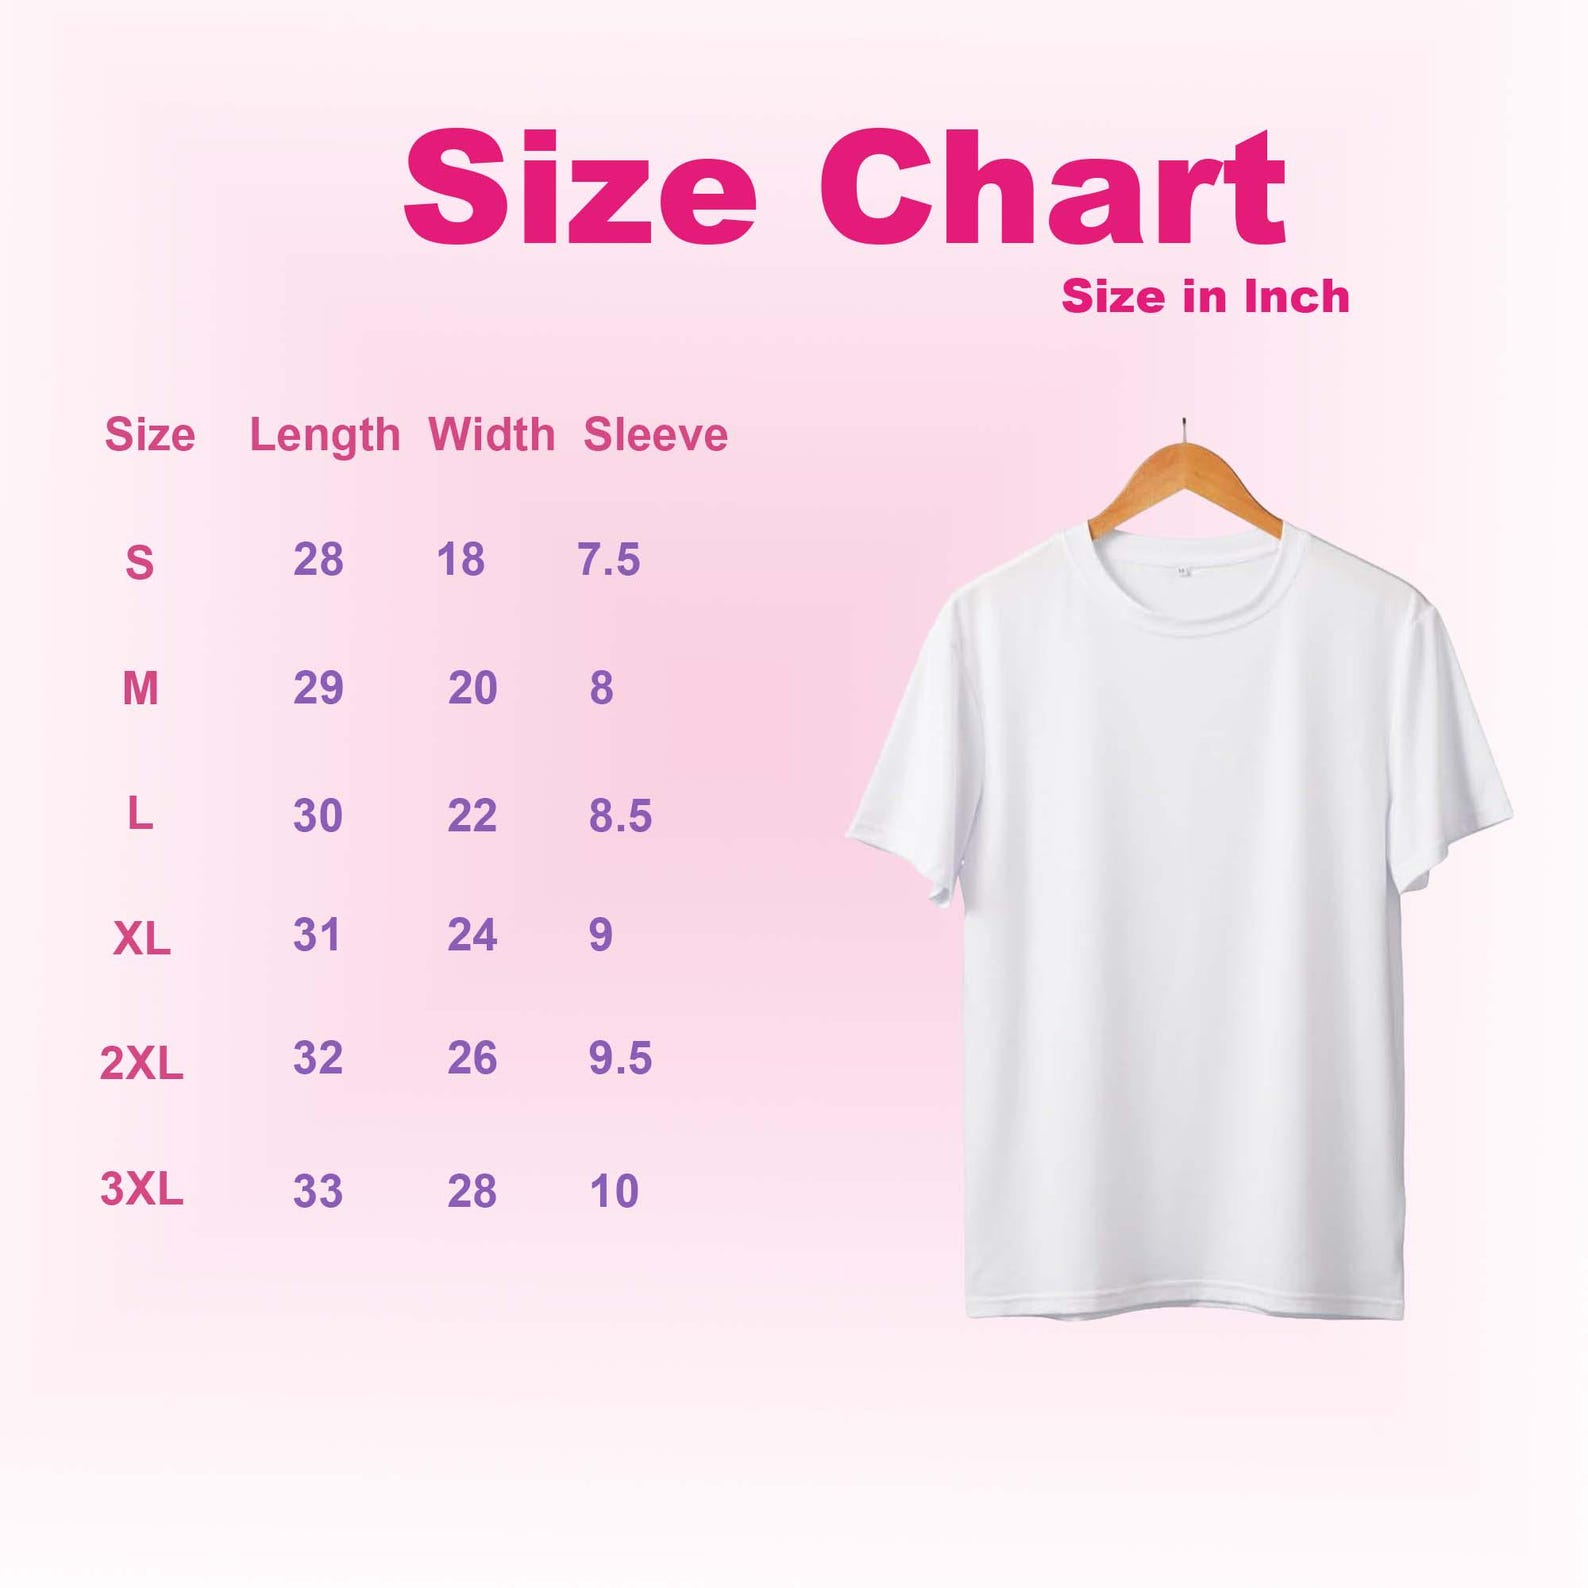 Size Chart
Size in Inch
Size Length Width Sleeve
S 28 18 7.5
M 29 20 8
L 30 22 8.5
XL 31 24 9
2XL 32 26 9.5
3XL 33 28 10